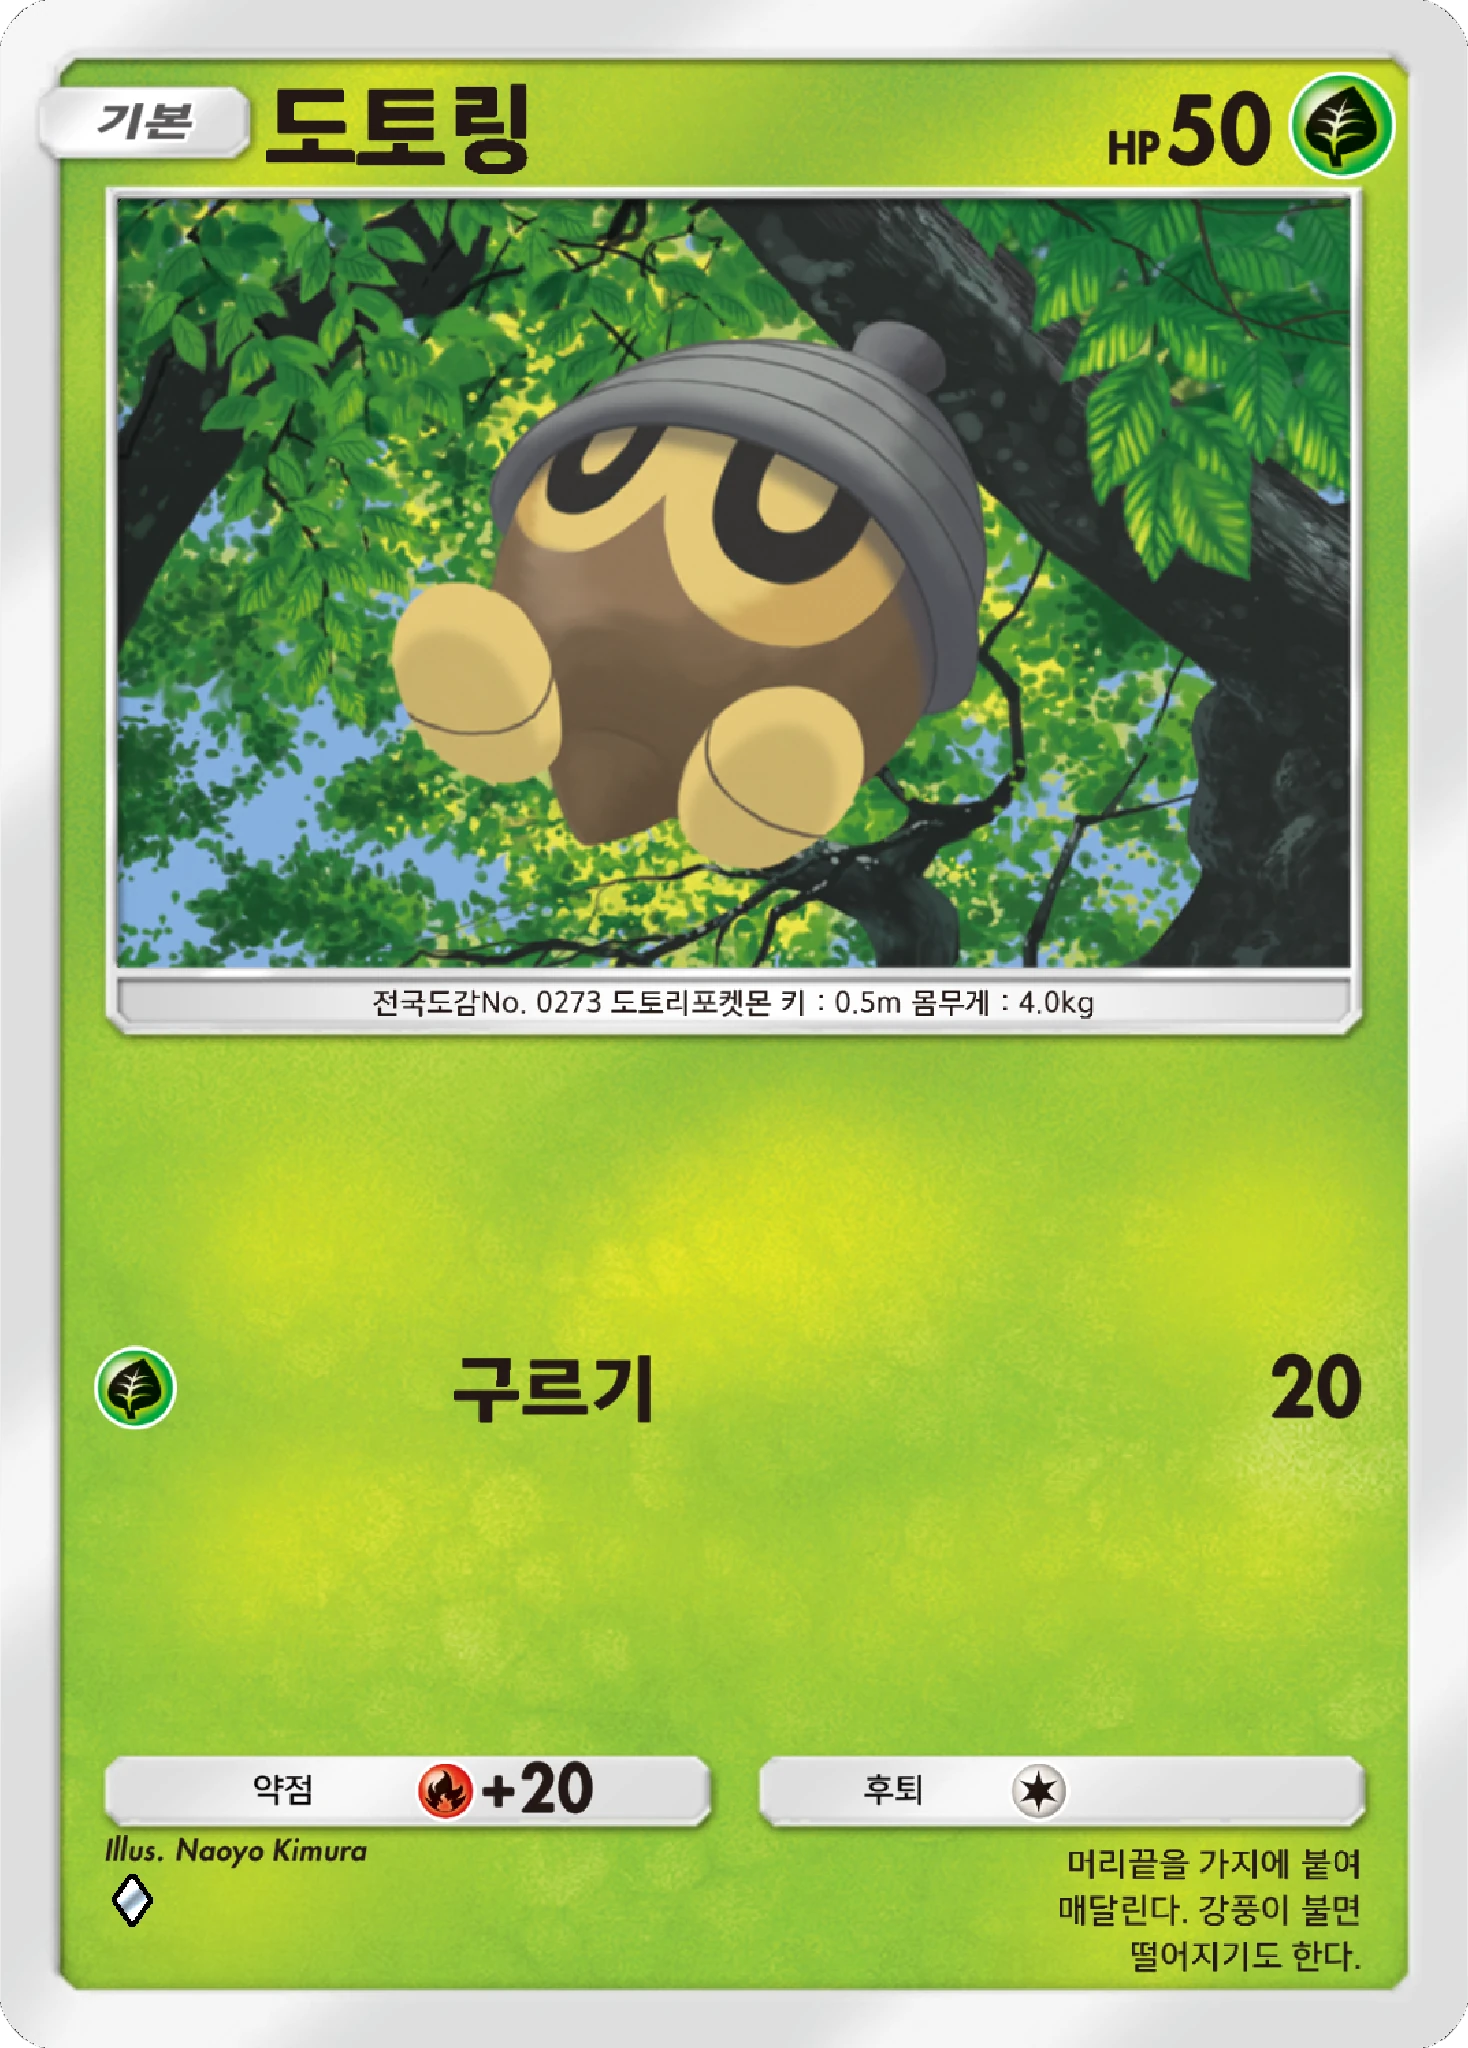 기본 도토링 HP 50
전국도감No. 0273 도토리포켓몬 키 : 0.5m 몸무게 : 4.0kg
구르기 20
약점 +20 후퇴
Illus. Naoyo Kimura
머리끝을 가지에 붙여
매달린다. 강풍이 불면
떨어지기도 한다.